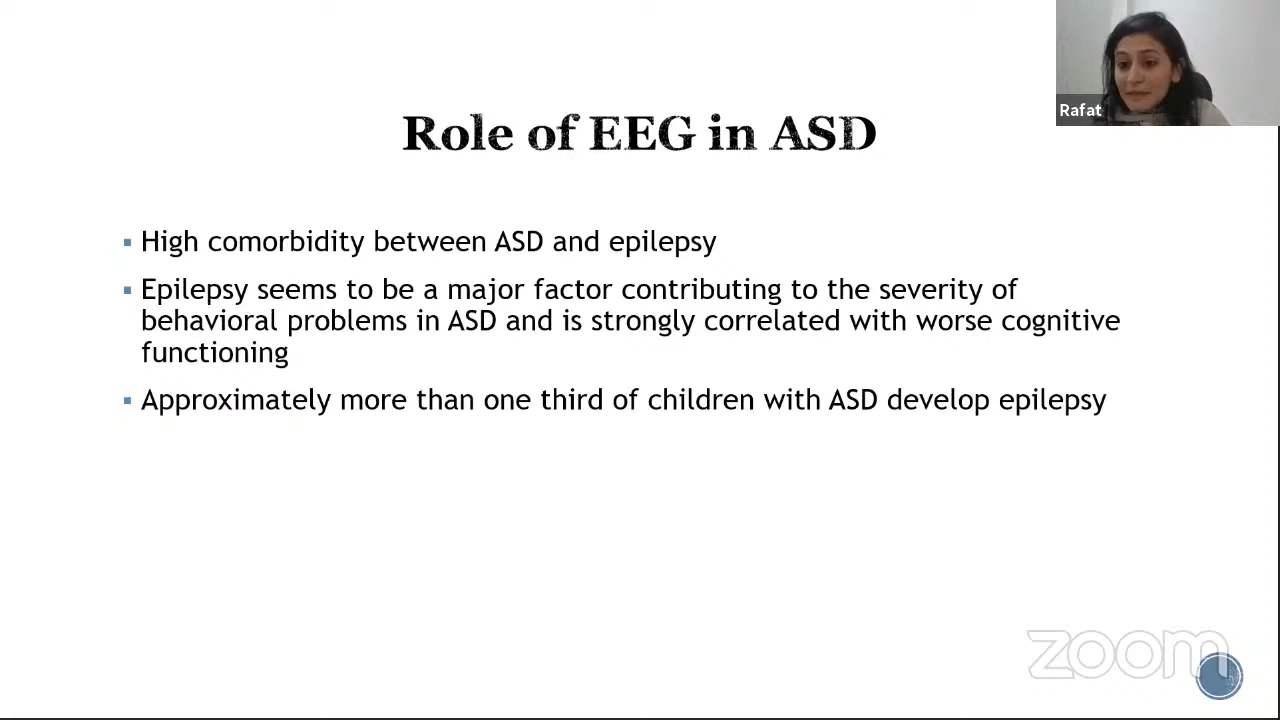 Rafat
Role of EEG in ASD
▪ High comorbidity between ASD and epilepsy
▪ Epilepsy seems to be a major factor contributing to the severity of
behavioral problems in ASD and is strongly correlated with worse cognitive
functioning
▪ Approximately more than one third of children with ASD develop epilepsy
zoom